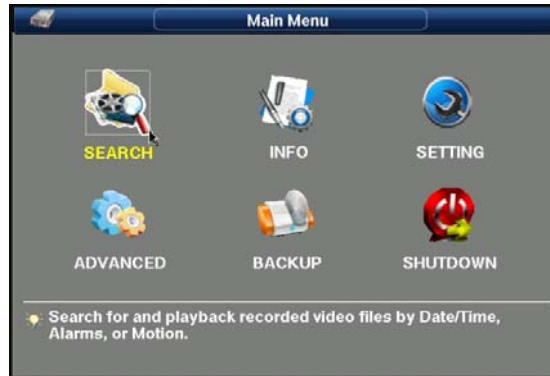 Main Menu
SEARCH
INFO
SETTING
ADVANCED
BACKUP
SHUTDOWN
Search for and playback recorded video files by Date/Time,
Alarms, or Motion.